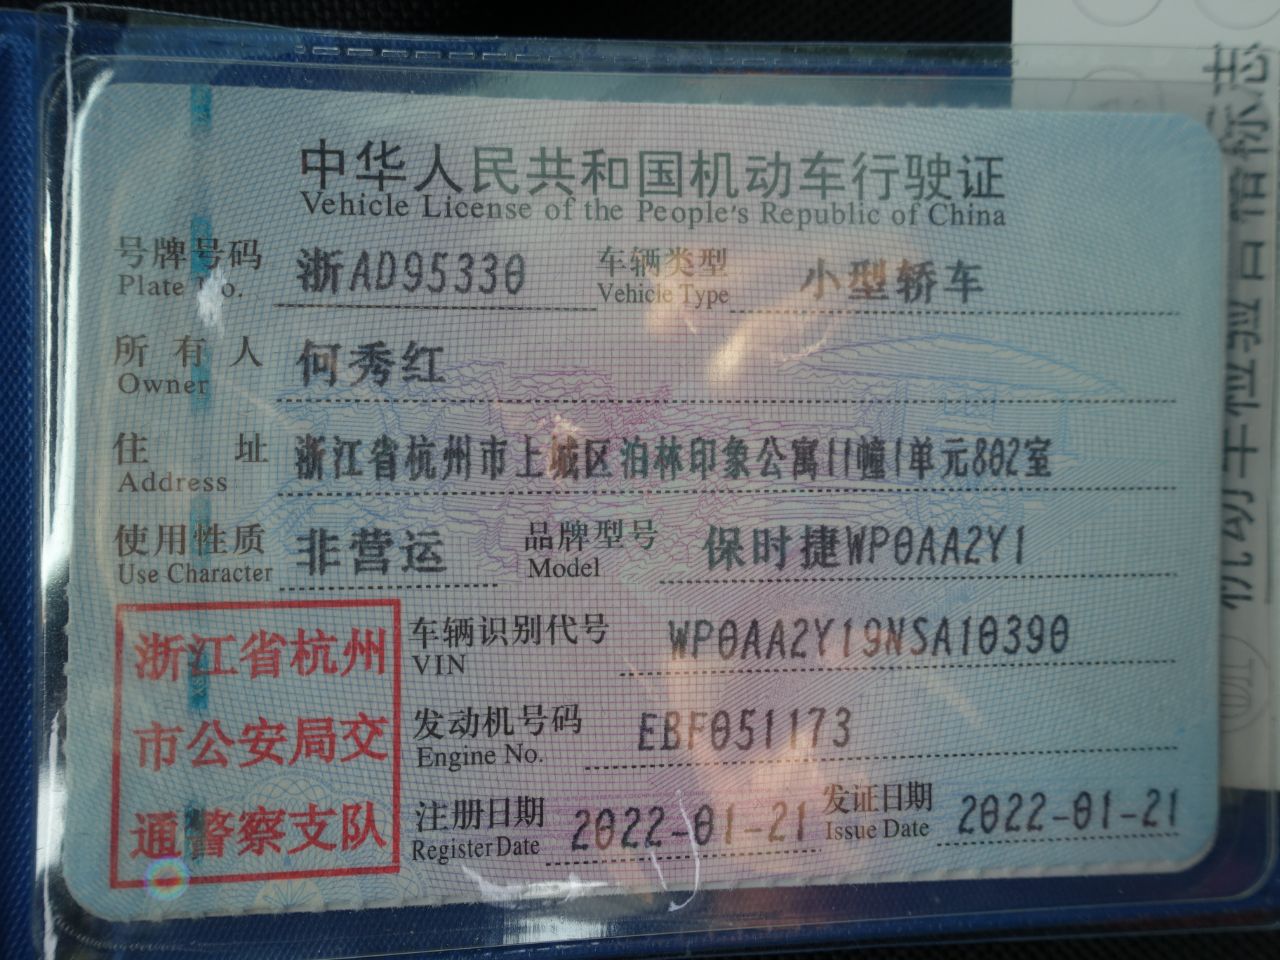 中华人民共和国机动车行驶证
Vehicle License of the People's Republic of China
号牌号码 浙AD95330 车辆类型 小型轿车
Plate No. Vehicle Type
所有人 何秀红
Owner
住址 浙江省杭州市上城区泊林印象公寓11幢1单元802室
Address
使用性质 非营运 品牌型号 保时捷WP0AA2Y1
Use Character Model
浙江省杭州
市公安局交
通警察支队
车辆识别代号 WP0AA2Y19NSA10390
VIN
发动机号码 EBF051173
Engine No.
注册日期 2022-01-21 发证日期 2022-01-21
Register Date Issue Date